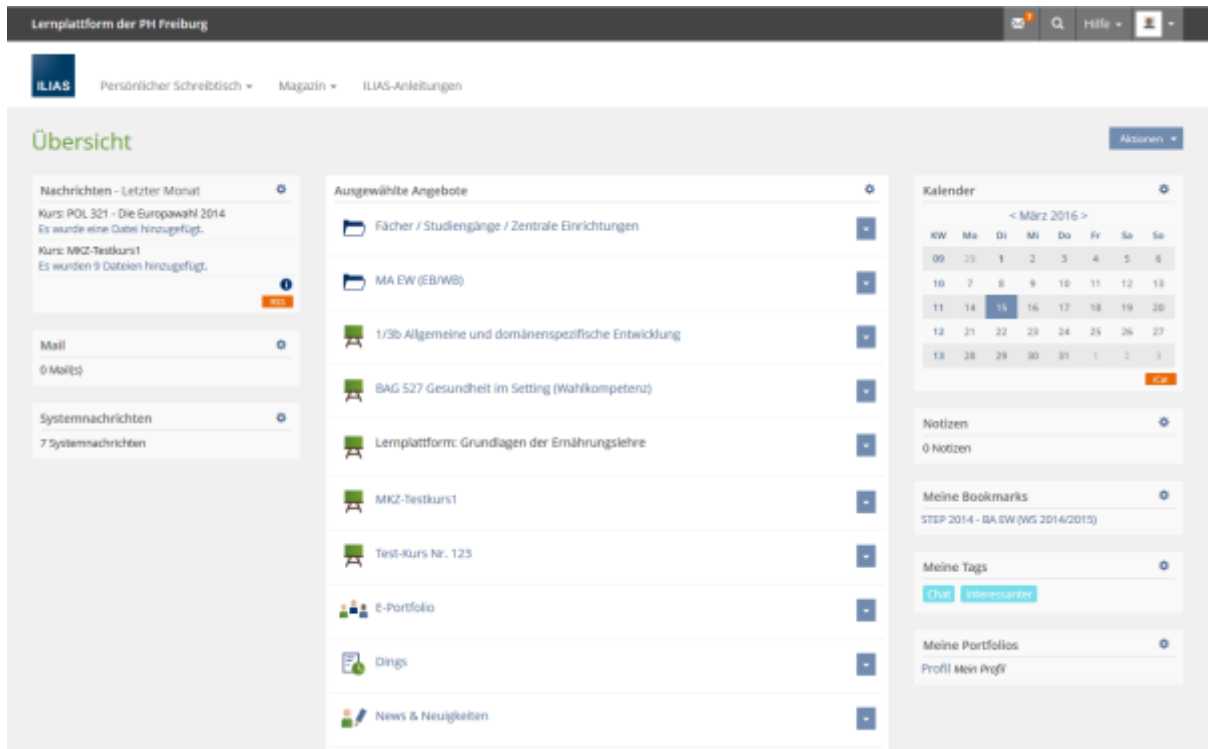 Lernplattform der PH Freiburg
7
Hilfe
ILIAS
Persönlicher Schreibtisch
Magazin
ILIAS-Anleitungen
Übersicht
Aktionen
Nachrichten - Letzter Monat
Kurs: POL 321 - Die Europawahl 2014
Es wurde eine Datei hinzugefügt.
Kurs: MKZ-Testkurs1
Es wurden 9 Dateien hinzugefügt.
RSS
Mail
0 Mail(s)
Systemnachrichten
7 Systemnachrichten
Ausgewählte Angebote
Fächer / Studiengänge / Zentrale Einrichtungen
MA EW (EB/WB)
1/3b Allgemeine und domänenspezifische Entwicklung
BAG 527 Gesundheit im Setting (Wahlkompetenz)
Lernplattform: Grundlagen der Ernährungslehre
MKZ-Testkurs1
Test-Kurs Nr. 123
E-Portfolio
Dings
News & Neuigkeiten
Kalender
< März 2016 >
KW Mo Di Mi Do Fr Sa So
09 29 1 2 3 4 5 6
10 7 8 9 10 11 12 13
11 14 15 16 17 18 19 20
12 21 22 23 24 25 26 27
13 28 29 30 31 1 2 3
iCal
Notizen
0 Notizen
Meine Bookmarks
STEP 2014 - BA EW (WS 2014/2015)
Meine Tags
Chat Interessanter
Meine Portfolios
Profil Mein Profil